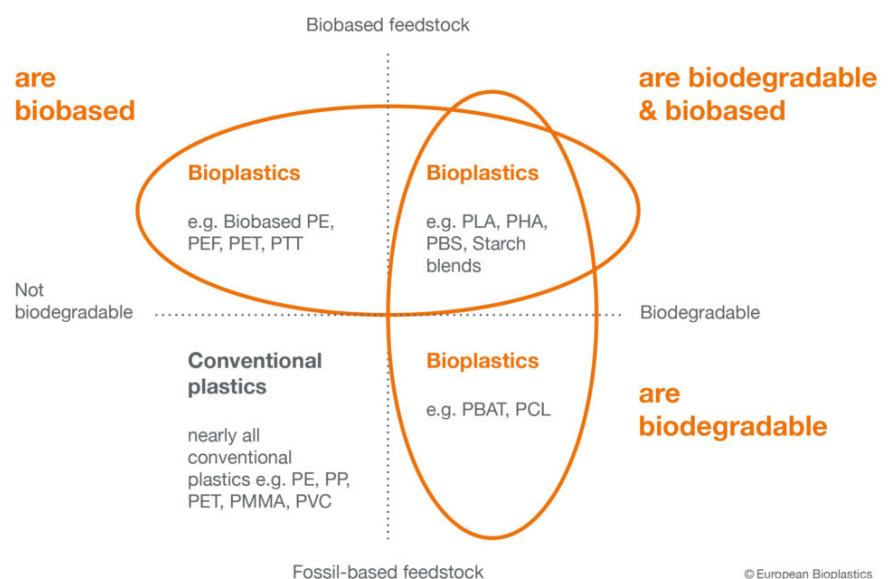 Biobased feedstock
are
biobased
are biodegradable
& biobased
Bioplastics
e.g. Biobased PE,
PEF, PET, PTT
Bioplastics
e.g. PLA, PHA,
PBS, Starch
blends
Not
biodegradable
Biodegradable
Conventional
plastics
nearly all
conventional
plastics e.g. PE, PP,
PET, PMMA, PVC
Bioplastics
e.g. PBAT, PCL
are
biodegradable
Fossil-based feedstock
© European Bioplastics